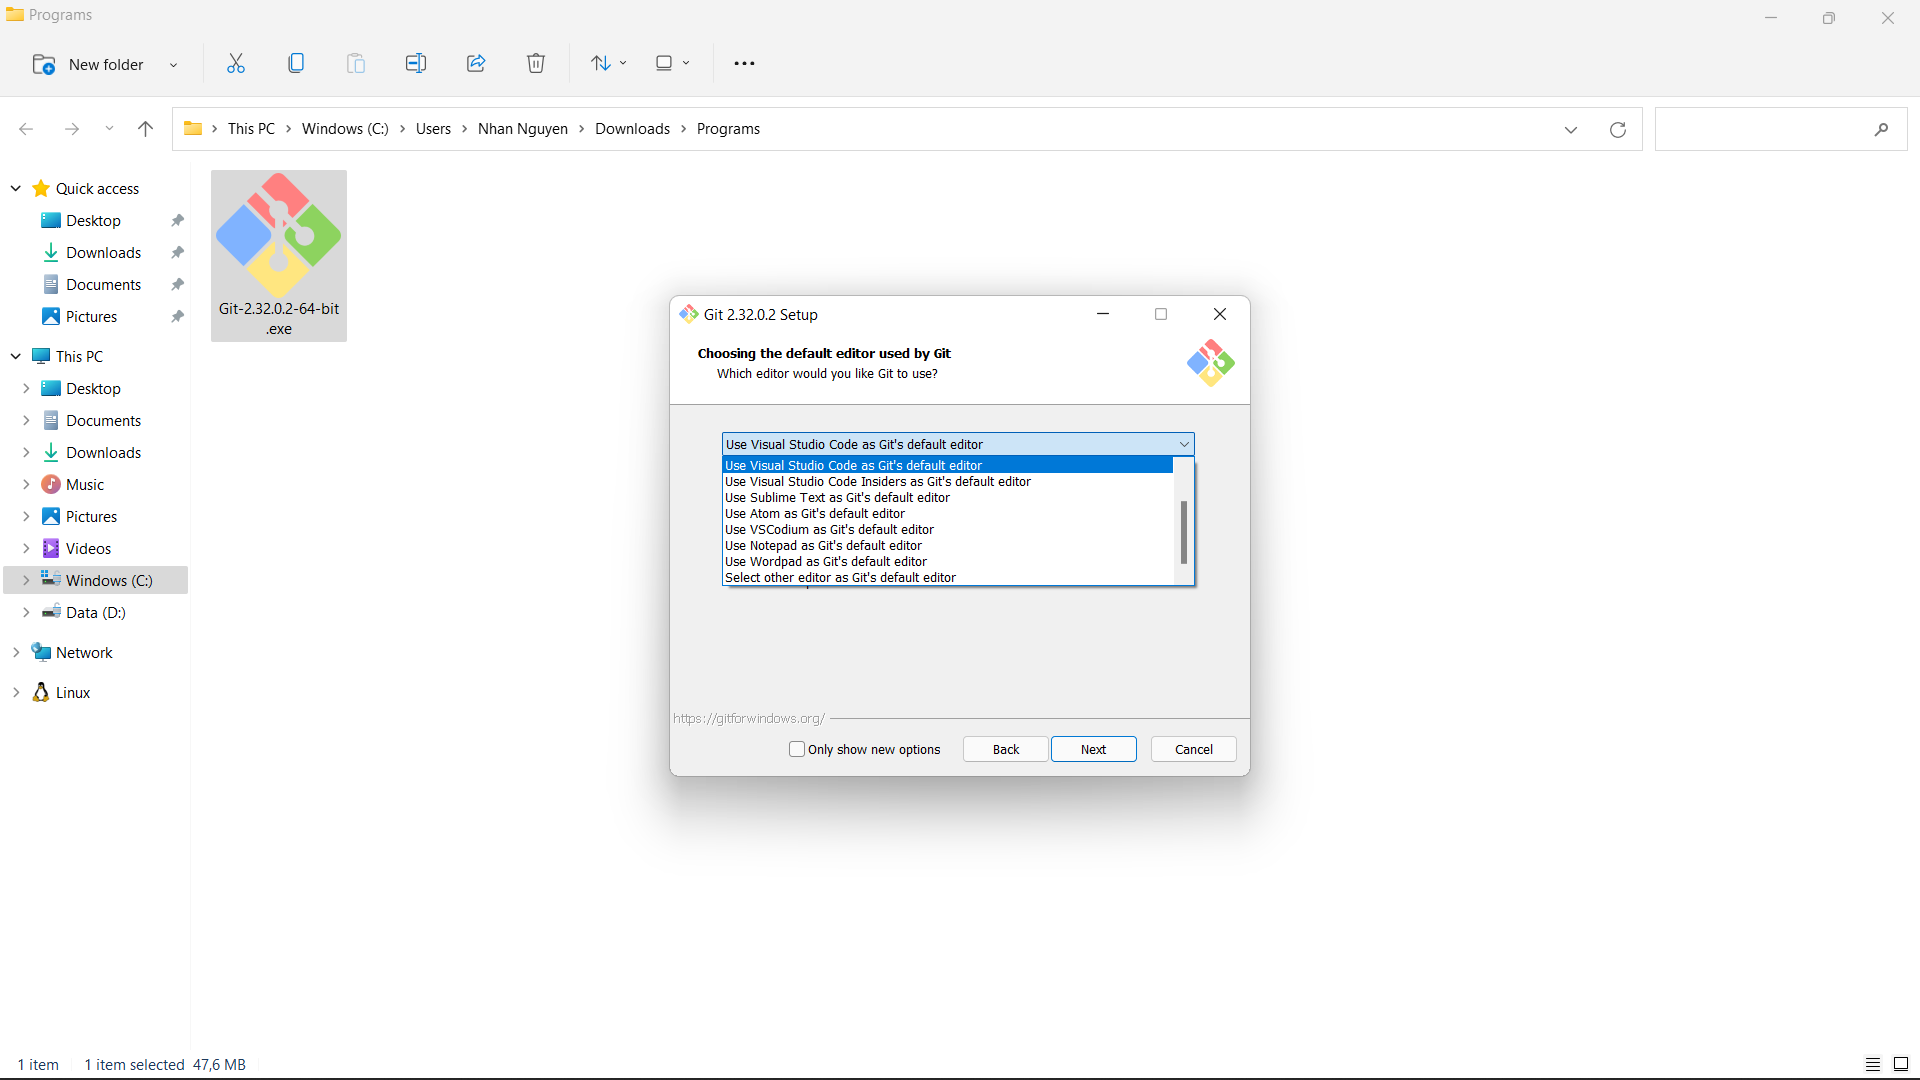 Programs
New folder
This PC
Windows (C:)
Users
Nhan Nguyen
Downloads
Programs
Quick access
Desktop
Downloads
Documents
Pictures
This PC
Desktop
Documents
Downloads
Music
Pictures
Videos
Windows (C:)
Data (D:)
Network
Linux
Git-2.32.0.2-64-bit
.exe
Git 2.32.0.2 Setup
Choosing the default editor used by Git
Which editor would you like Git to use?
Use Visual Studio Code as Git's default editor
Use Visual Studio Code as Git's default editor
Use Visual Studio Code Insiders as Git's default editor
Use Sublime Text as Git's default editor
Use Atom as Git's default editor
Use VSCodium as Git's default editor
Use Notepad as Git's default editor
Use Wordpad as Git's default editor
Select other editor as Git's default editor
https://gitforwindows.org/
Only show new options
Back
Next
Cancel
1 item
1 item selected 47,6 MB